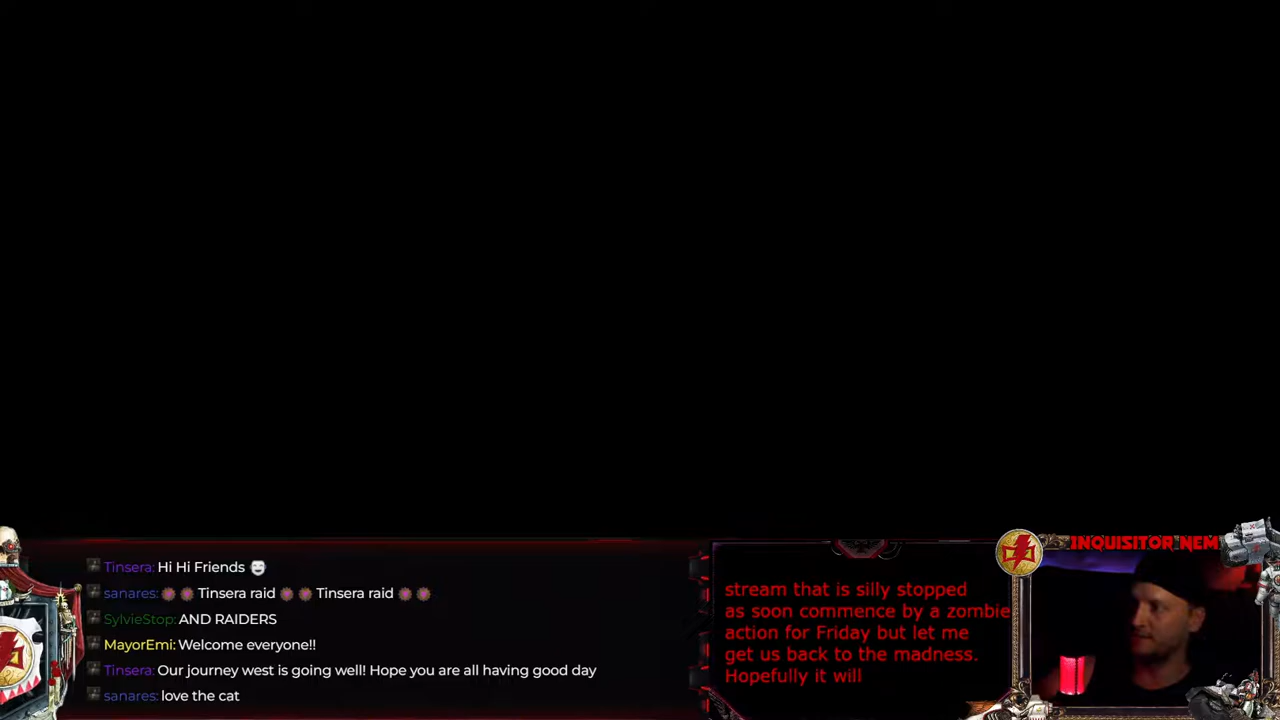 Tinsera: Hi Hi Friends
sanares: Tinsera raid Tinsera raid
SylvieStop: AND RAIDERS
MayorEmi: Welcome everyone!!
Tinsera: Our journey west is going well! Hope you are all having good day
sanares: love the cat
stream that is silly stopped
as soon commence by a zombie
action for Friday but let me
get us back to the madness.
Hopefully it will
INQUISITOR NEM